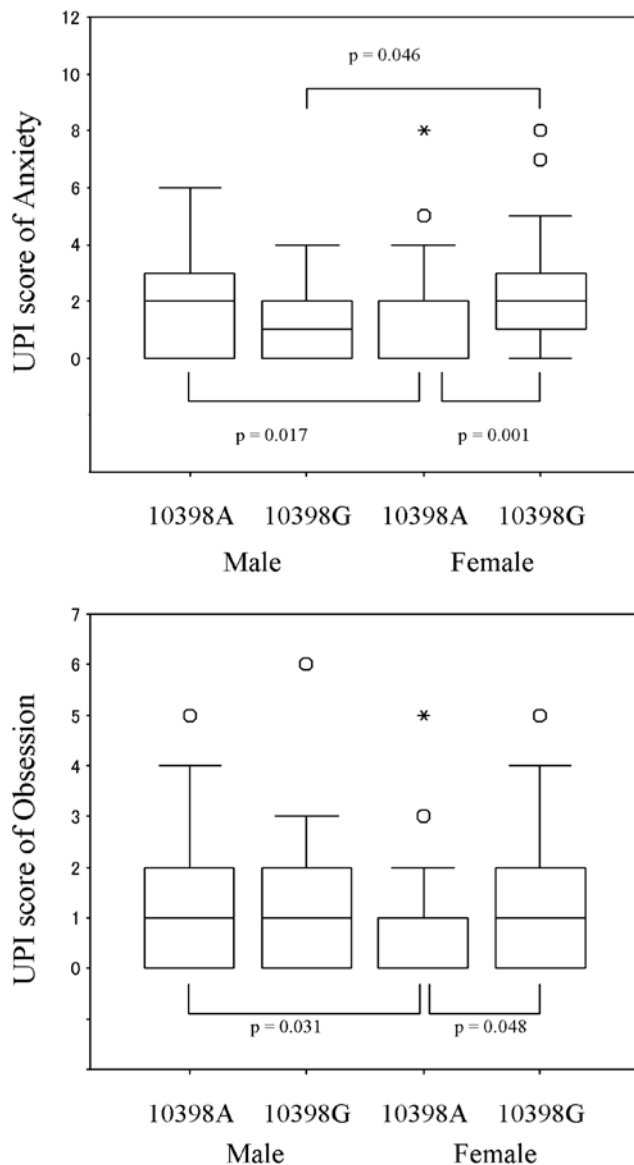 12
10
8
6
4
2
0
UPI score of Anxiety
p = 0.046
p = 0.017
p = 0.001
10398A 10398G 10398A 10398G
Male Female
7
6
5
4
3
2
1
0
UPI score of Obsession
p = 0.031
p = 0.048
10398A 10398G 10398A 10398G
Male Female